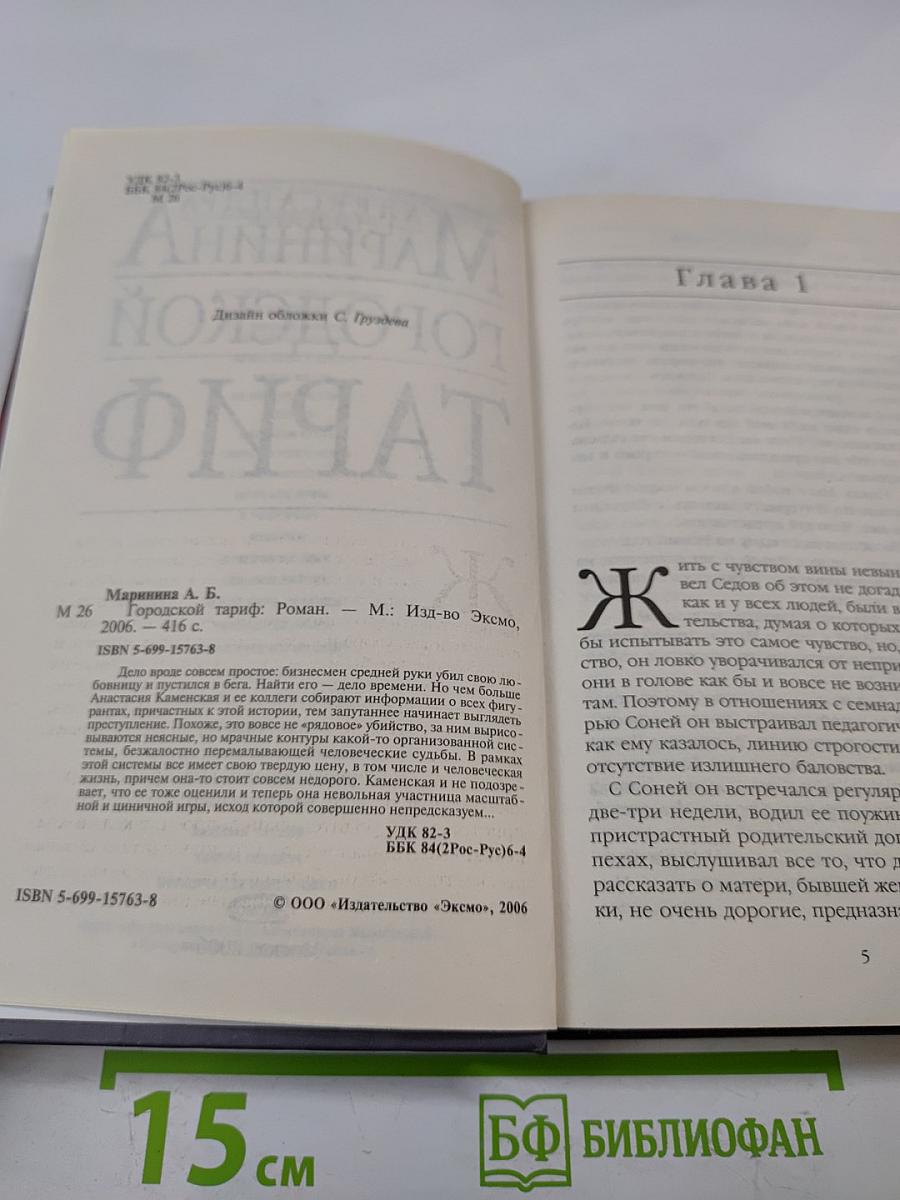 УДК 82-3
ББК 84(2Рос-Рус)6-4
М 26
Дизайн обложки С. Груздева
Маринина А. Б.
М 26 Городской тариф: Роман. — М.: Изд-во Эксмо,
2006. — 416 с.
ISBN 5-699-15763-8
Дело вроде совсем простое: бизнесмен средней руки убил свою лю-
бовницу и пустился в бега. Найти его — дело времени. Но чем больше
Анастасия Каменская и ее коллеги собирают информации о всех фигу-
рантах, причастных к этой истории, тем запутаннее начинает выглядеть
преступление. Похоже, это вовсе не «рядовое» убийство, за ним вырисо-
вываются неясные, но мрачные контуры какой-то организованной сис-
темы, безжалостно перемалывающей человеческие судьбы. В рамках
этой системы все имеет свою твердую цену, в том числе и человеческая
жизнь, причем она-то стоит совсем недорого. Каменская и не подозре-
вает, что ее тоже оценили и теперь она невольная участница масштаб-
ной и циничной игры, исход которой совершенно непредсказуем...
УДК 82-3
ББК 84(2Рос-Рус)6-4
ISBN 5-699-15763-8
© ООО «Издательство «Эксмо», 2006
Глава 1
Жить с чувством вины невын
вел Седов об этом не догад
как и у всех людей, были в
тельства, думая о которых
бы испытывать это самое чувство, но,
ство, он ловко уворачивался от непри
они в голове как бы и вовсе не возни
там. Поэтому в отношениях с семнад
рью Соней он выстраивал педагогич
как ему казалось, линию строгости
отсутствие излишнего баловства.
С Соней он встречался регуляр
две-три недели, водил ее поужин
пристрастный родительский доп
пехах, выслушивал все то, что д
рассказать о матери, бывшей жен
ки, не очень дорогие, предназна
5
15 см
БФ БИБЛИОФАН